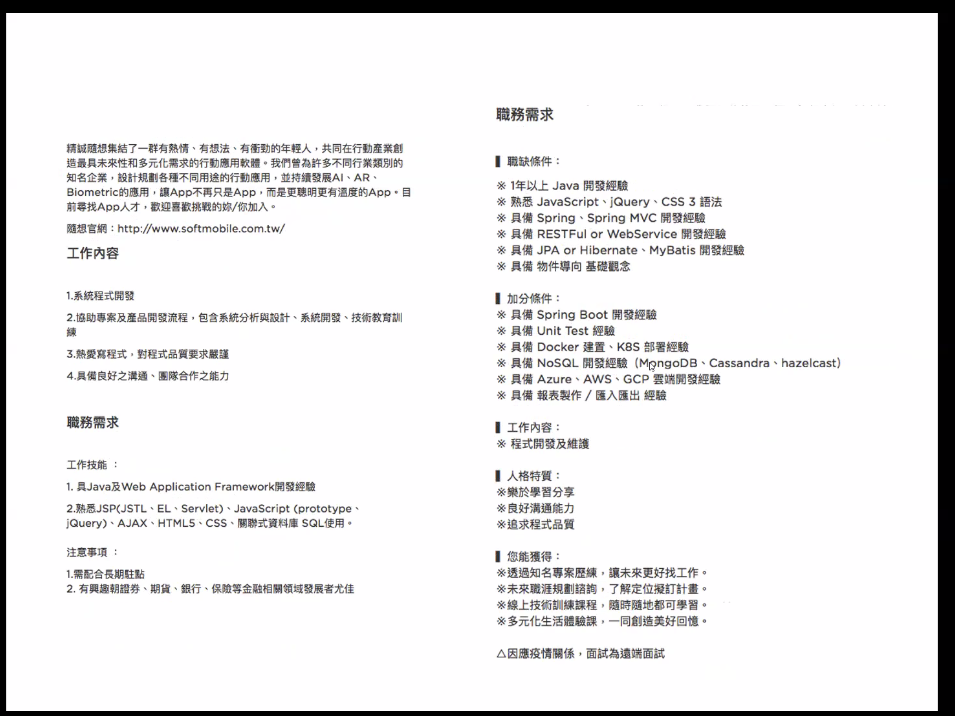 精誠隨想集結了一群有熱情、有想法、有衝勁的年輕人，共同在行動產業創
造最具未來性和多元化需求的行動應用軟體。我們曾為許多不同行業類別的
知名企業，設計規劃各種不同用途的行動應用，並持續發展AI、AR、
Biometric的應用，讓App不再只是App，而是更聰明更有溫度的App。目
前尋找App人才，歡迎喜歡挑戰的妳/你加入。
隨想官網：http://www.softmobile.com.tw/
工作內容
1.系統程式開發
2.協助專案及產品開發流程，包含系統分析與設計、系統開發、技術教育訓
練
3.熱愛寫程式，對程式品質要求嚴謹
4.具備良好之溝通、團隊合作之能力
職務需求
工作技能 ：
1. 具Java及Web Application Framework開發經驗
2.熟悉JSP(JSTL、EL、Servlet)、JavaScript (prototype、
jQuery)、AJAX、HTML5、CSS、關聯式資料庫 SQL使用。
注意事項 ：
1.需配合長期駐點
2. 有興趣朝證券、期貨、銀行、保險等金融相關領域發展者尤佳
職務需求
▌職缺條件：
※ 1年以上 Java 開發經驗
※ 熟悉 JavaScript、jQuery、CSS 3 語法
※ 具備 Spring、Spring MVC 開發經驗
※ 具備 RESTFul or WebService 開發經驗
※ 具備 JPA or Hibernate、MyBatis 開發經驗
※ 具備 物件導向 基礎觀念
▌加分條件：
※ 具備 Spring Boot 開發經驗
※ 具備 Unit Test 經驗
※ 具備 Docker 建置、K8S 部署經驗
※ 具備 NoSQL 開發經驗（MongoDB、Cassandra、hazelcast）
※ 具備 Azure、AWS、GCP 雲端開發經驗
※ 具備 報表製作 / 匯入匯出 經驗
▌工作內容：
※ 程式開發及維護
▌人格特質：
※樂於學習分享
※良好溝通能力
※追求程式品質
▌您能獲得：
※透過知名專案歷練，讓未來更好找工作。
※未來職涯規劃諮詢，了解定位擬訂計畫。
※線上技術訓練課程，隨時隨地都可學習。
※多元化生活體驗課，一同創造美好回憶。
△因應疫情關係，面試為遠端面試